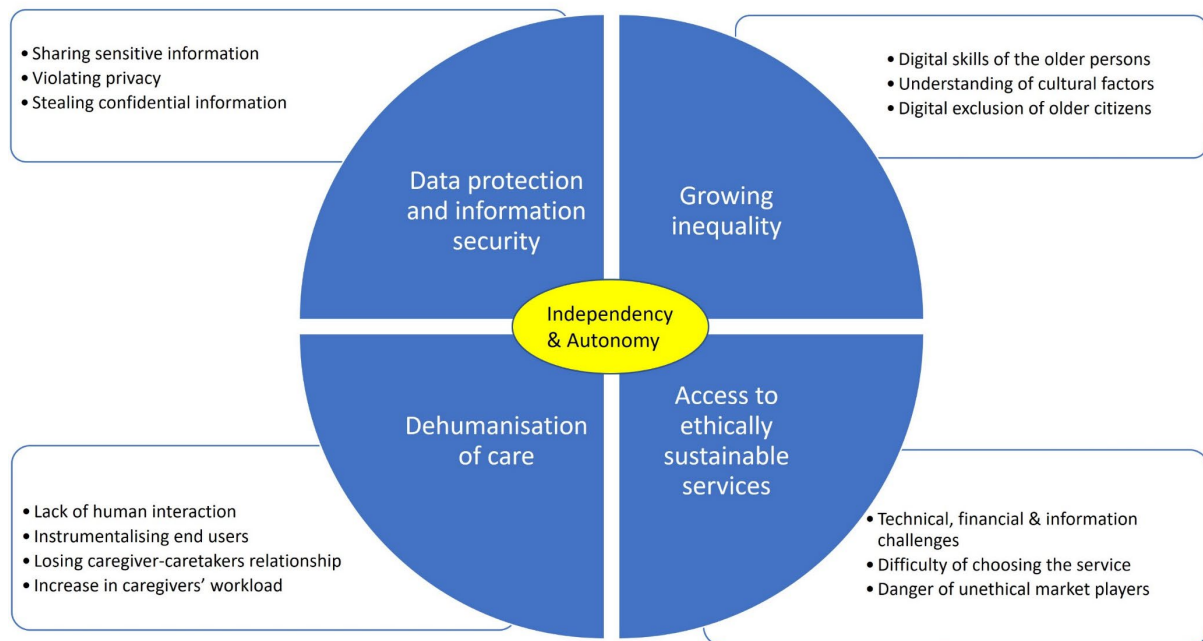 • Sharing sensitive information
• Violating privacy
• Stealing confidential information
• Digital skills of the older persons
• Understanding of cultural factors
• Digital exclusion of older citizens
Data protection
and information
security
Growing
inequality
Independency
& Autonomy
Dehumanisation
of care
Access to
ethically
sustainable
services
• Lack of human interaction
• Instrumentalising end users
• Losing caregiver-caretakers relationship
• Increase in caregivers’ workload
• Technical, financial & information
challenges
• Difficulty of choosing the service
• Danger of unethical market players